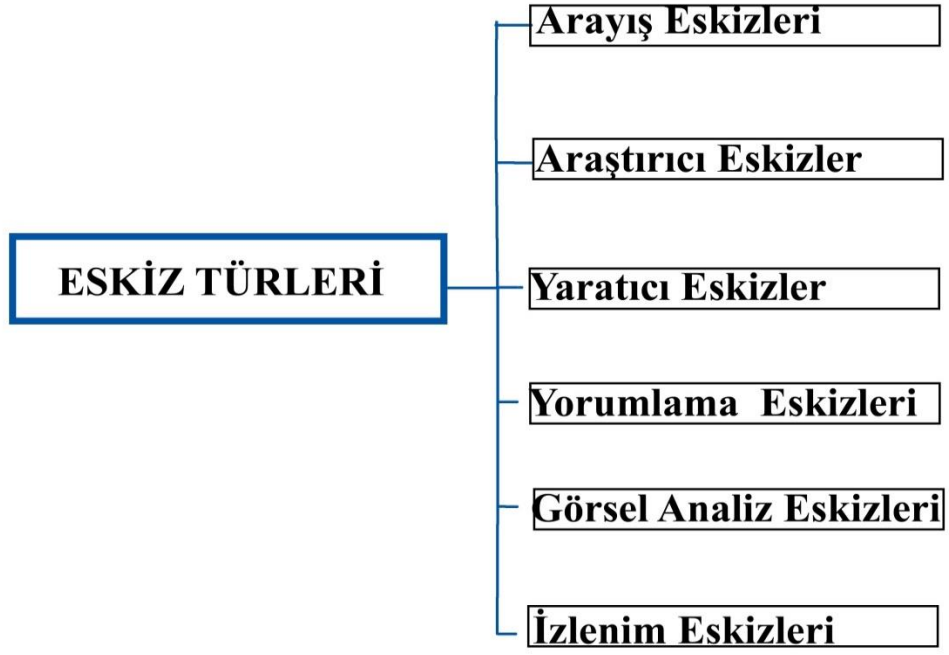 Arayış Eskizleri
Araştırıcı Eskizler
ESKİZ TÜRLERİ
Yaratıcı Eskizler
Yorumlama Eskizleri
Görsel Analiz Eskizleri
İzlenim Eskizleri